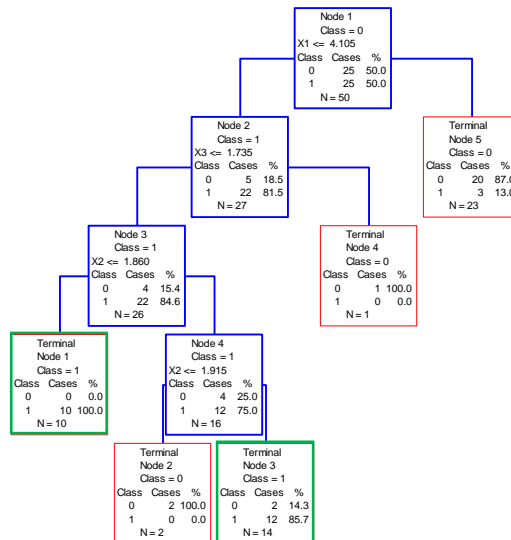 Node 1
Class = 0
X1 <= 4.105
Class Cases %
0 25 50.0
1 25 50.0
N = 50
Node 2
Class = 1
X3 <= 1.735
Class Cases %
0 5 18.5
1 22 81.5
N = 27
Terminal
Node 5
Class = 0
Class Cases %
0 20 87.0
1 3 13.0
N = 23
Node 3
Class = 1
X2 <= 1.860
Class Cases %
0 4 15.4
1 22 84.6
N = 26
Terminal
Node 4
Class = 0
Class Cases %
0 1 100.0
1 0 0.0
N = 1
Terminal
Node 1
Class = 1
Class Cases %
0 0 0.0
1 10 100.0
N = 10
Node 4
Class = 1
X2 <= 1.915
Class Cases %
0 4 25.0
1 12 75.0
N = 16
Terminal
Node 2
Class = 0
Class Cases %
0 2 100.0
1 0 0.0
N = 2
Terminal
Node 3
Class = 1
Class Cases %
0 2 14.3
1 12 85.7
N = 14